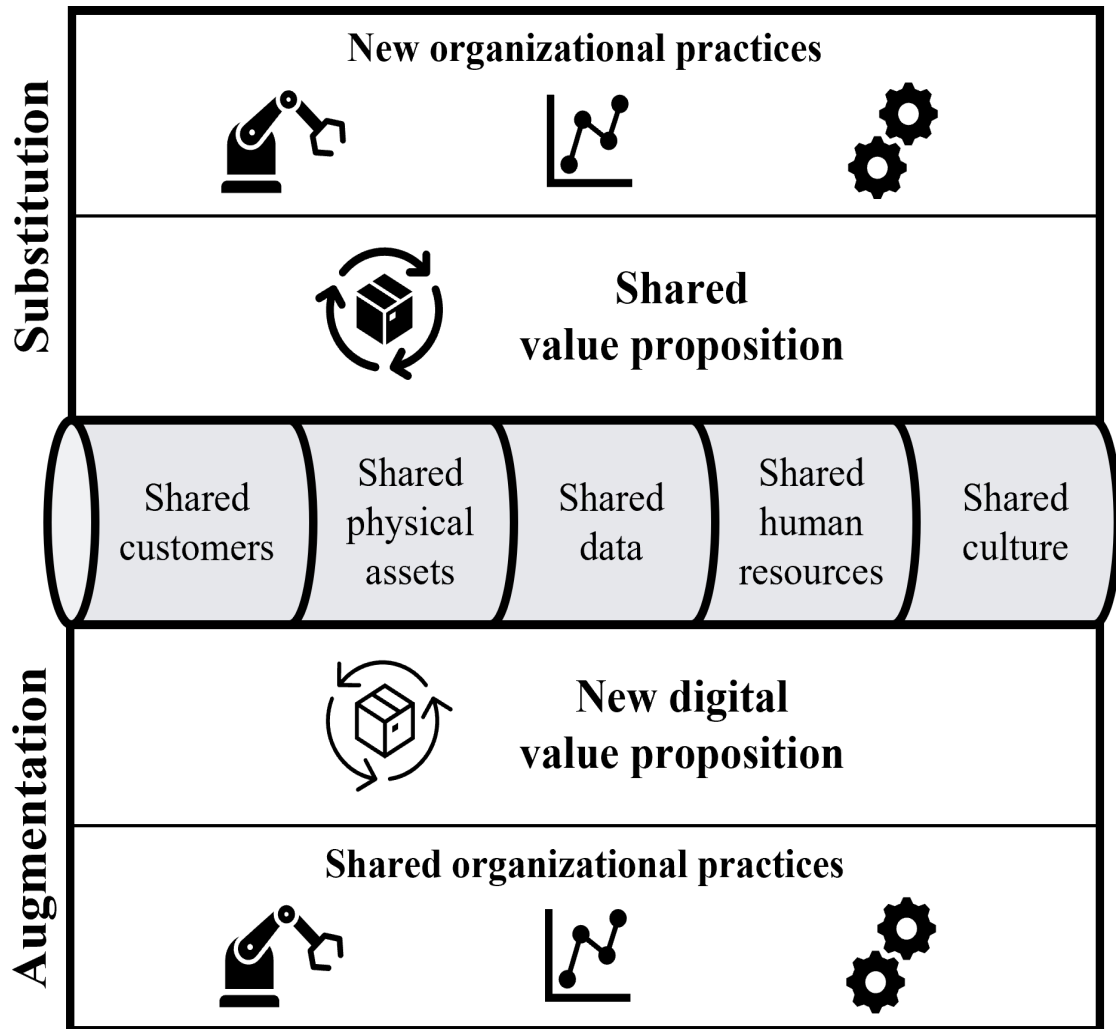 Substitution
New organizational practices
Shared
value proposition
Shared
customers
Shared
physical
assets
Shared
data
Shared
human
resources
Shared
culture
Augmentation
New digital
value proposition
Shared organizational practices